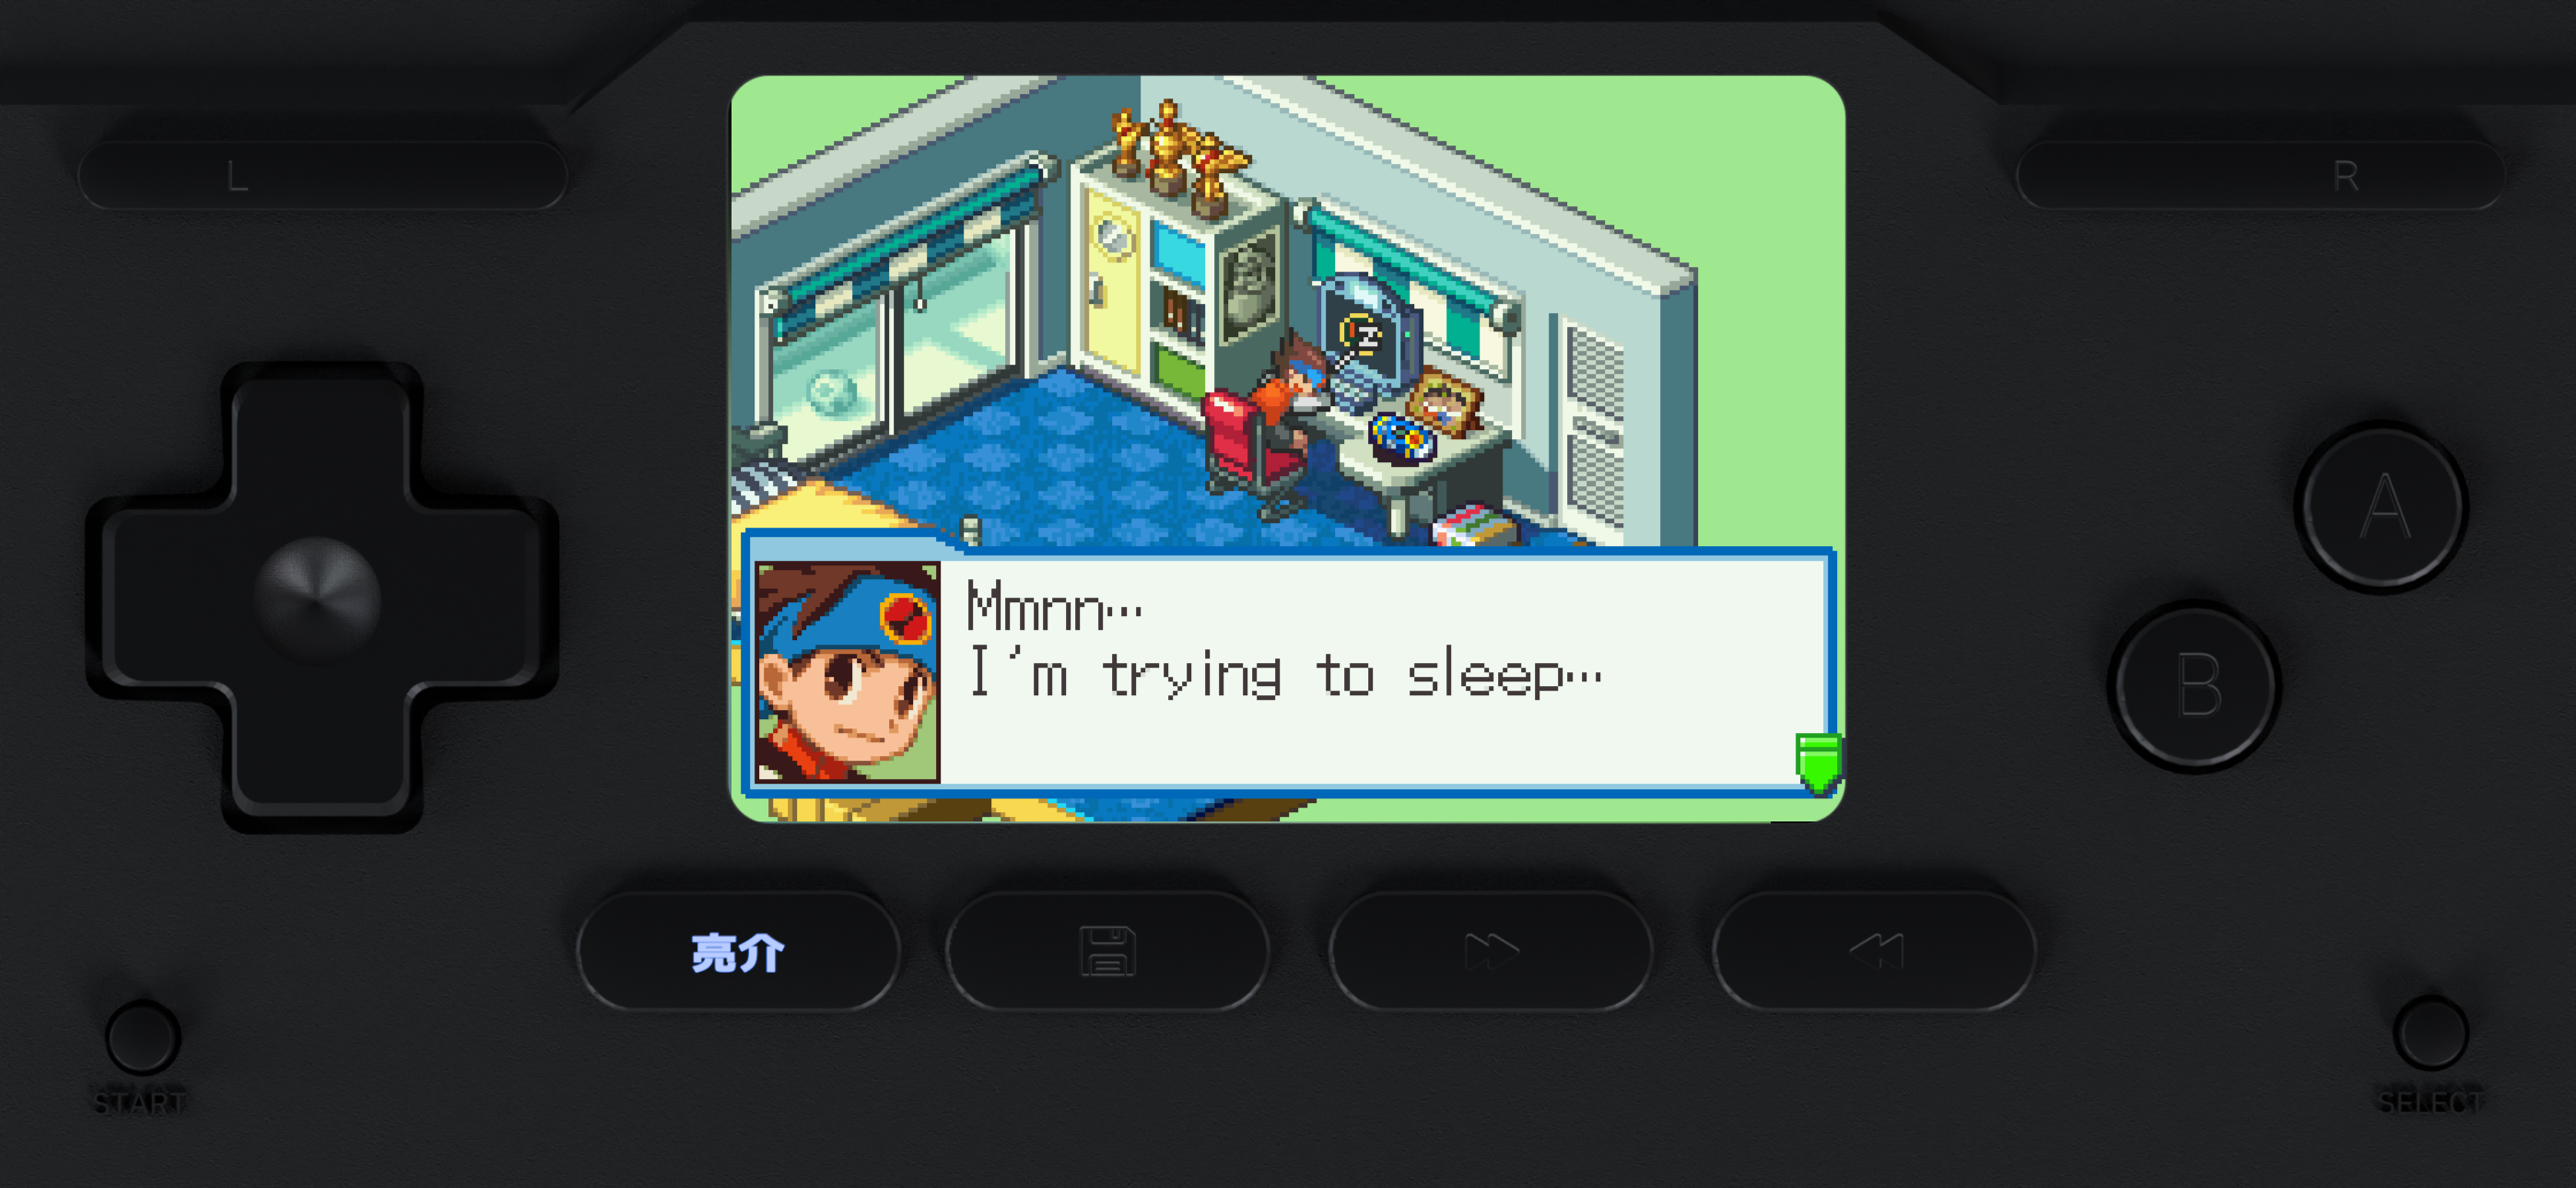 L
R
Mmnn…
I'm trying to sleep…
A
B
亮介
START
SELECT